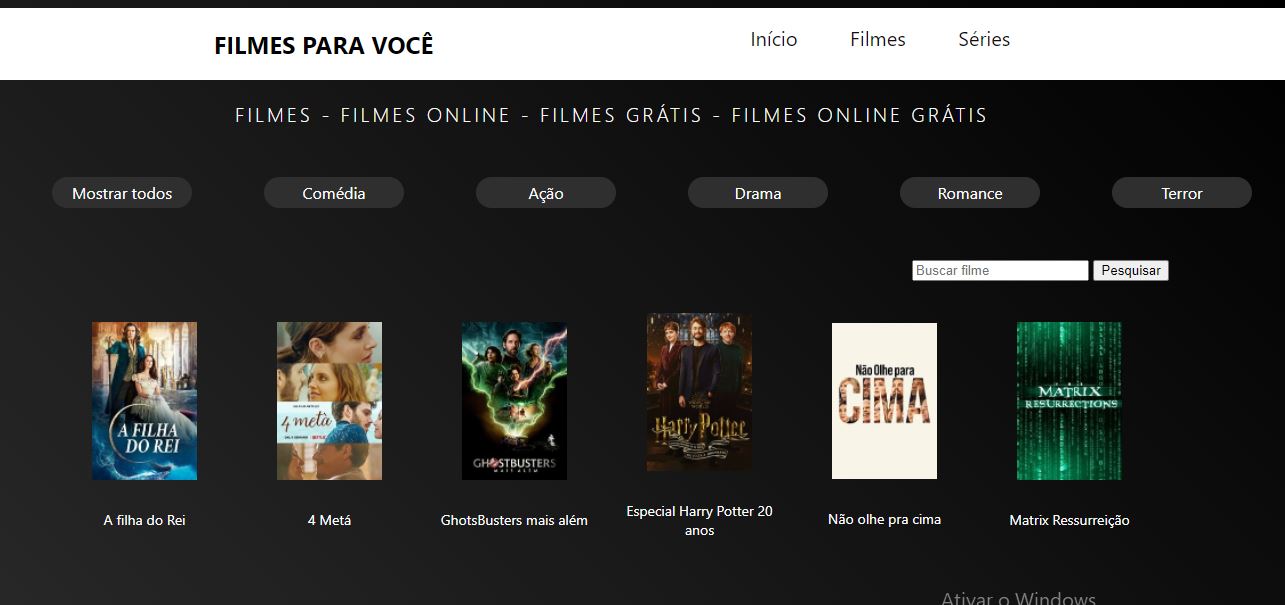 FILMES PARA VOCÊ
Início Filmes Séries
FILMES - FILMES ONLINE - FILMES GRÁTIS - FILMES ONLINE GRÁTIS
Mostrar todos Comédia Ação Drama Romance Terror
Buscar filme Pesquisar
A FILHA
DO REI
4 metà
GHOSTBUSTERS
MAIS ALÉM
Harry Potter
Não Olhe para
CIMA
MATRIX
RESURRECTIONS
A filha do Rei
4 Metá
GhotsBusters mais além
Especial Harry Potter 20
anos
Não olhe pra cima
Matrix Ressurreição
Ativar o Windows